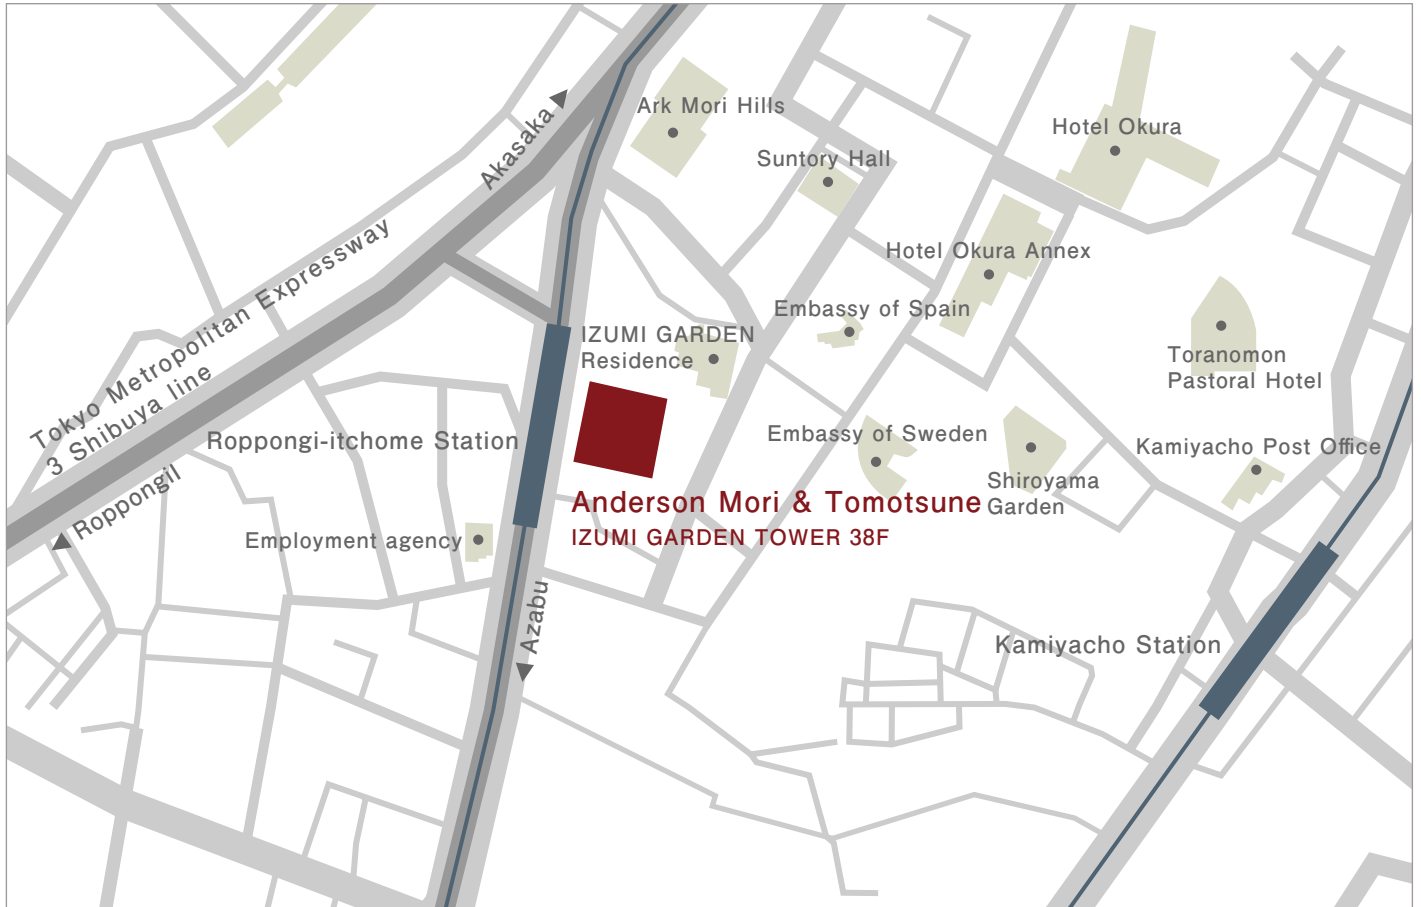 Ark Mori Hills
Akasaka
Hotel Okura
Suntory Hall
Hotel Okura Annex
Tokyo Metropolitan Expressway
3 Shibuya line
Embassy of Spain
IZUMI GARDEN
Residence
Toranomon
Pastoral Hotel
Roppongi-itchome Station
Embassy of Sweden
Kamiyacho Post Office
Shiroyama
Garden
Roppongil
Anderson Mori & Tomotsune
IZUMI GARDEN TOWER 38F
Employment agency
Azabu
Kamiyacho Station